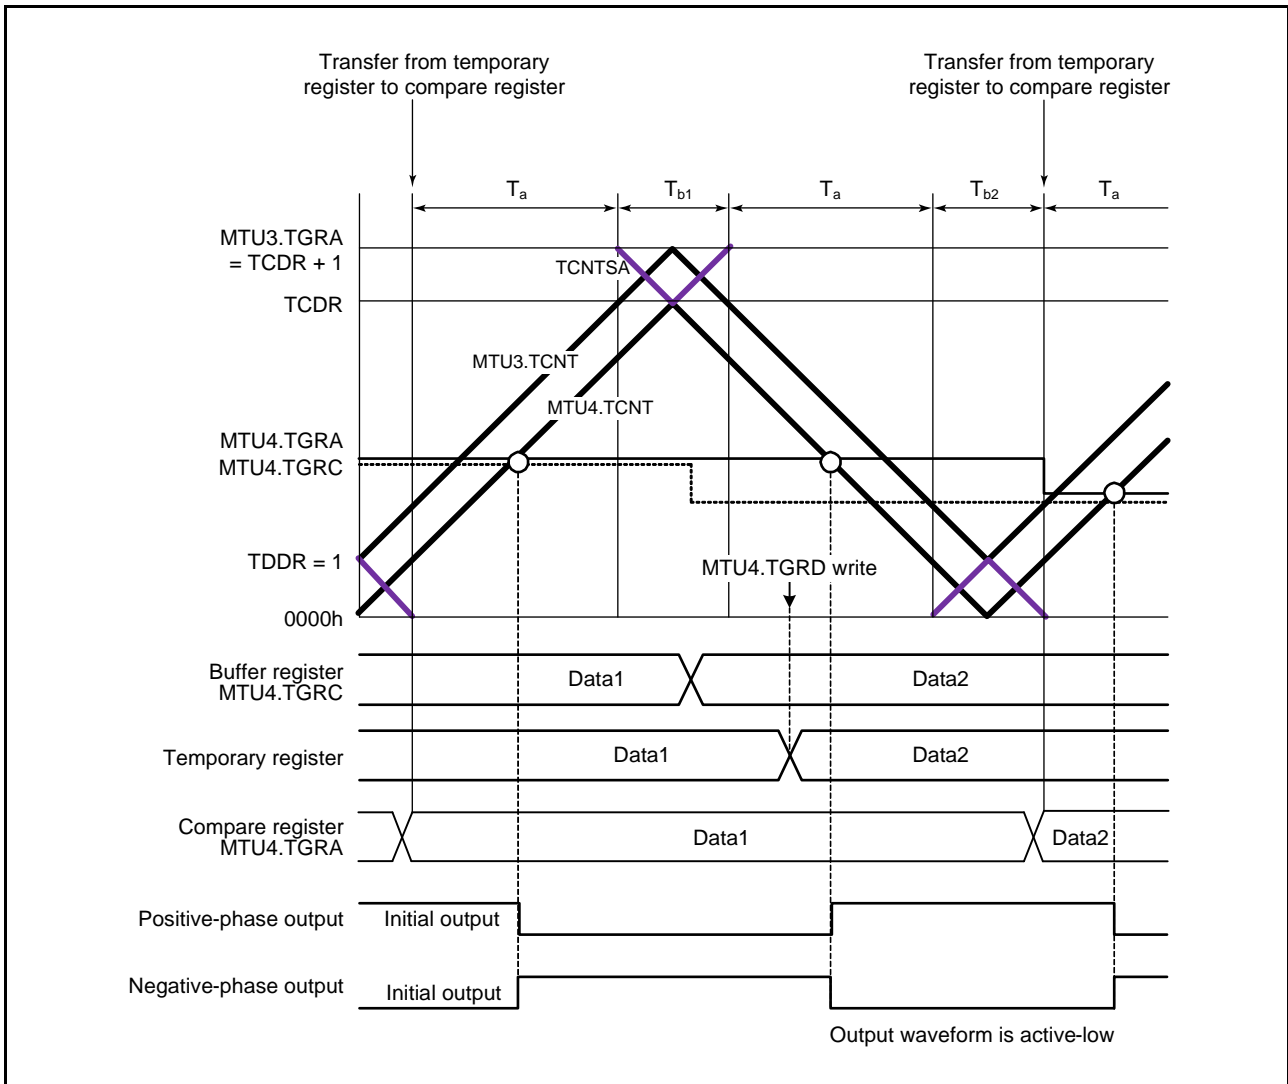 Transfer from temporary
register to compare register
Transfer from temporary
register to compare register
Ta
Tb1
Ta
Tb2
Ta
MTU3.TGRA
= TCDR + 1
TCNTSA
TCDR
MTU3.TCNT
MTU4.TCNT
MTU4.TGRA
MTU4.TGRC
TDDR = 1
MTU4.TGRD write
0000h
Buffer register
MTU4.TGRC
Data1
Data2
Temporary register
Data1
Data2
Compare register
MTU4.TGRA
Data1
Data2
Positive-phase output
Initial output
Negative-phase output
Initial output
Output waveform is active-low